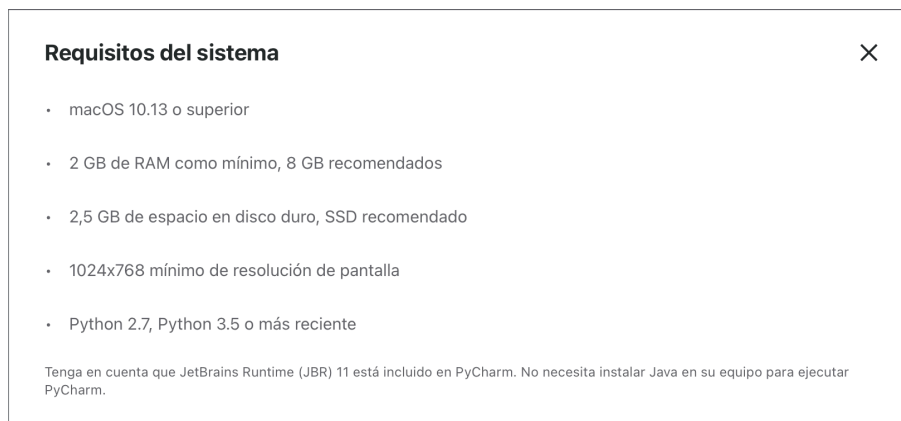 Requisitos del sistema
• macOS 10.13 o superior
• 2 GB de RAM como mínimo, 8 GB recomendados
• 2,5 GB de espacio en disco duro, SSD recomendado
• 1024x768 mínimo de resolución de pantalla
• Python 2.7, Python 3.5 o más reciente
Tenga en cuenta que JetBrains Runtime (JBR) 11 está incluido en PyCharm. No necesita instalar Java en su equipo para ejecutar
PyCharm.